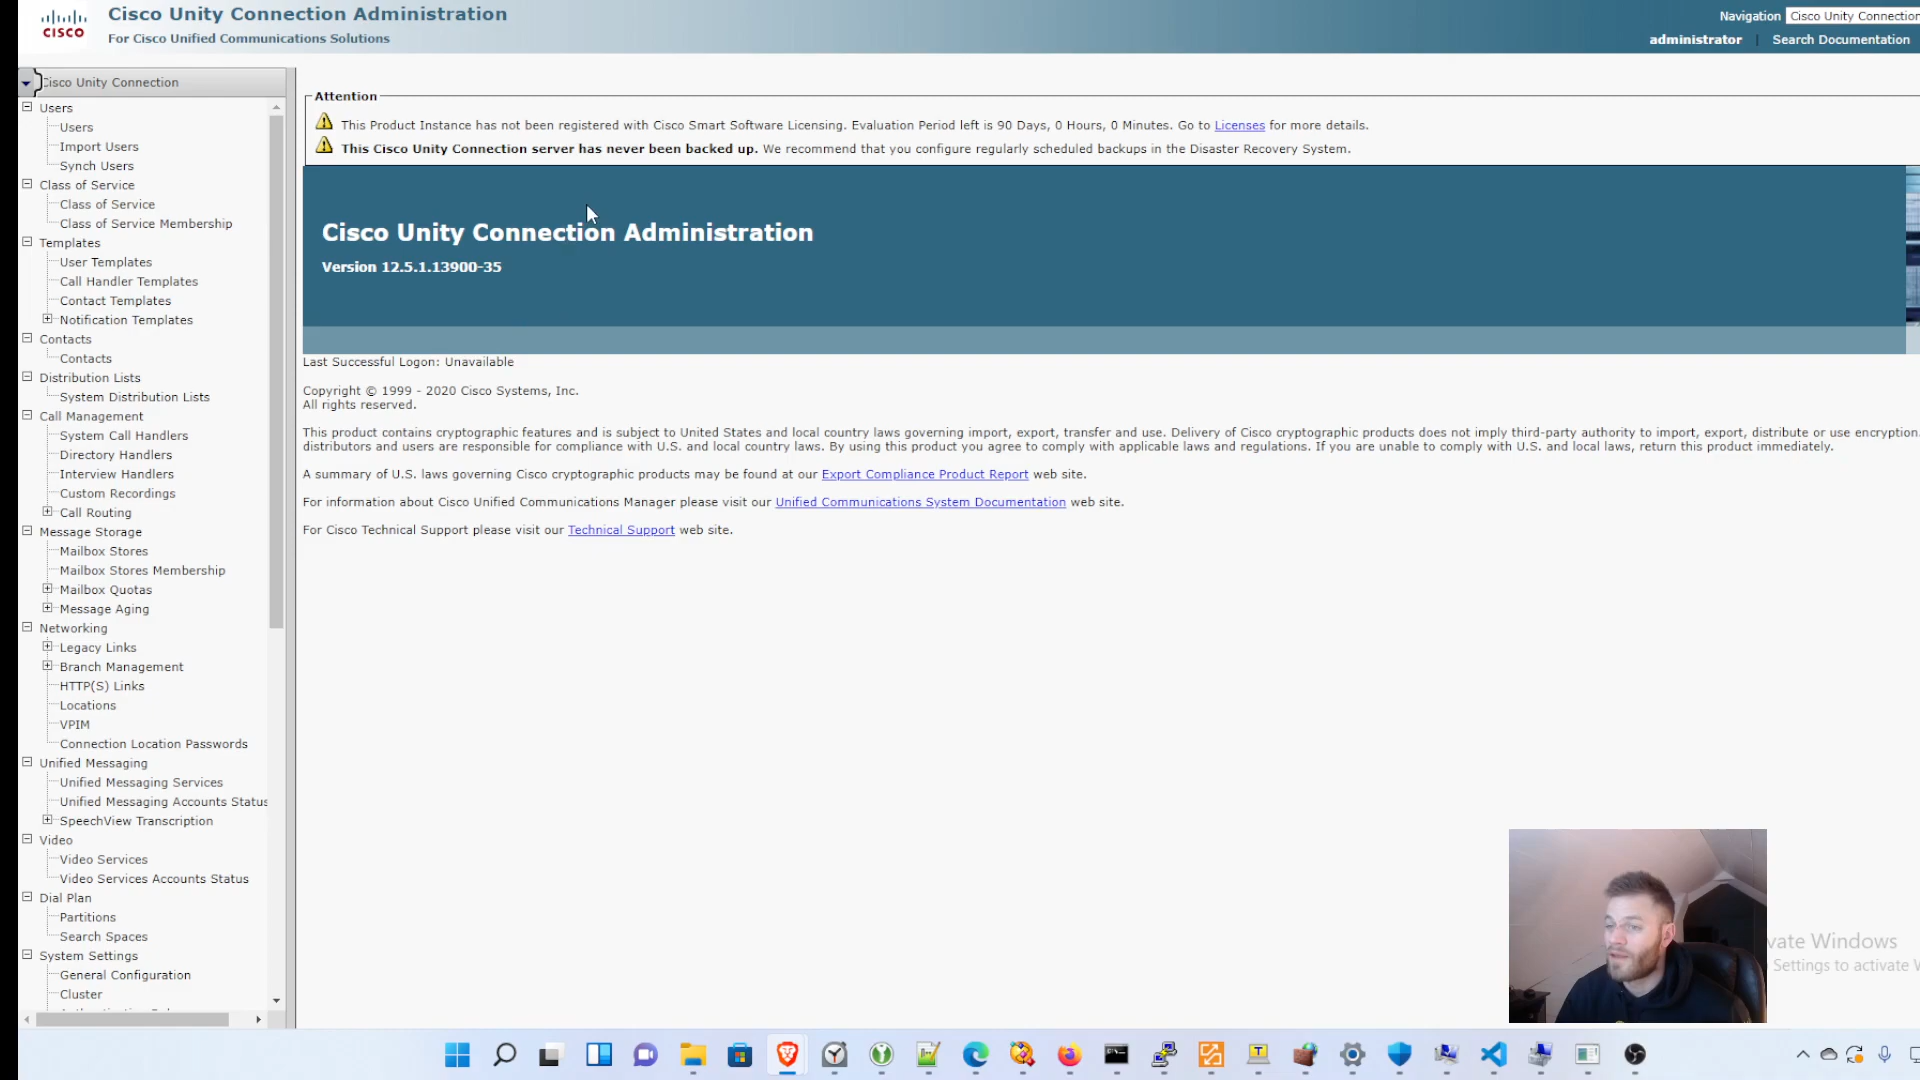 CISCO
Cisco Unity Connection Administration
For Cisco Unified Communications Solutions
Navigation Cisco Unity Connection
administrator | Search Documentation
Cisco Unity Connection
Users
Users
Import Users
Synch Users
Class of Service
Class of Service
Class of Service Membership
Templates
User Templates
Call Handler Templates
Contact Templates
Notification Templates
Contacts
Contacts
Distribution Lists
System Distribution Lists
Call Management
System Call Handlers
Directory Handlers
Interview Handlers
Custom Recordings
Call Routing
Message Storage
Mailbox Stores
Mailbox Stores Membership
Mailbox Quotas
Message Aging
Networking
Legacy Links
Branch Management
HTTP(S) Links
Locations
VPIM
Connection Location Passwords
Unified Messaging
Unified Messaging Services
Unified Messaging Accounts Status
SpeechView Transcription
Video
Video Services
Video Services Accounts Status
Dial Plan
Partitions
Search Spaces
System Settings
General Configuration
Cluster
Attention
This Product Instance has not been registered with Cisco Smart Software Licensing. Evaluation Period left is 90 Days, 0 Hours, 0 Minutes. Go to Licenses for more details.
This Cisco Unity Connection server has never been backed up. We recommend that you configure regularly scheduled backups in the Disaster Recovery System.
Cisco Unity Connection Administration
Version 12.5.1.13900-35
Last Successful Logon: Unavailable
Copyright © 1999 - 2020 Cisco Systems, Inc.
All rights reserved.
This product contains cryptographic features and is subject to United States and local country laws governing import, export, transfer and use. Delivery of Cisco cryptographic products does not imply third-party authority to import, export, distribute or use encryption.
distributors and users are responsible for compliance with U.S. and local country laws. By using this product you agree to comply with applicable laws and regulations. If you are unable to comply with U.S. and local laws, return this product immediately.
A summary of U.S. laws governing Cisco cryptographic products may be found at our Export Compliance Product Report web site.
For information about Cisco Unified Communications Manager please visit our Unified Communications System Documentation web site.
For Cisco Technical Support please visit our Technical Support web site.
vate Windows
Settings to activate